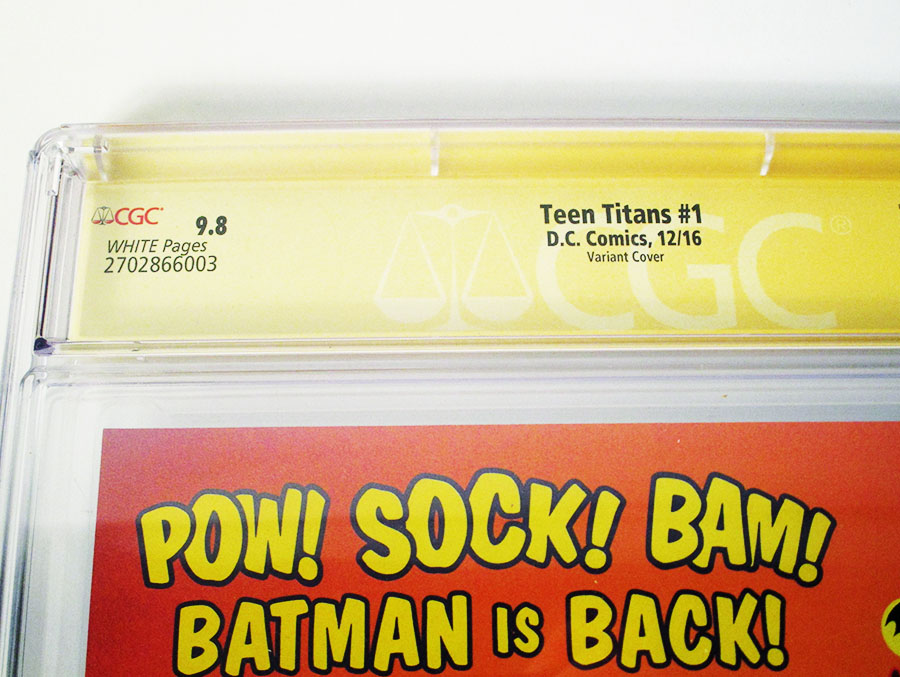 CGC
9.8
WHITE Pages
2702866003
Teen Titans #1
D.C. Comics, 12/16
Variant Cover
CGC®
POW! SOCK! BAM!
BATMAN IS BACK!